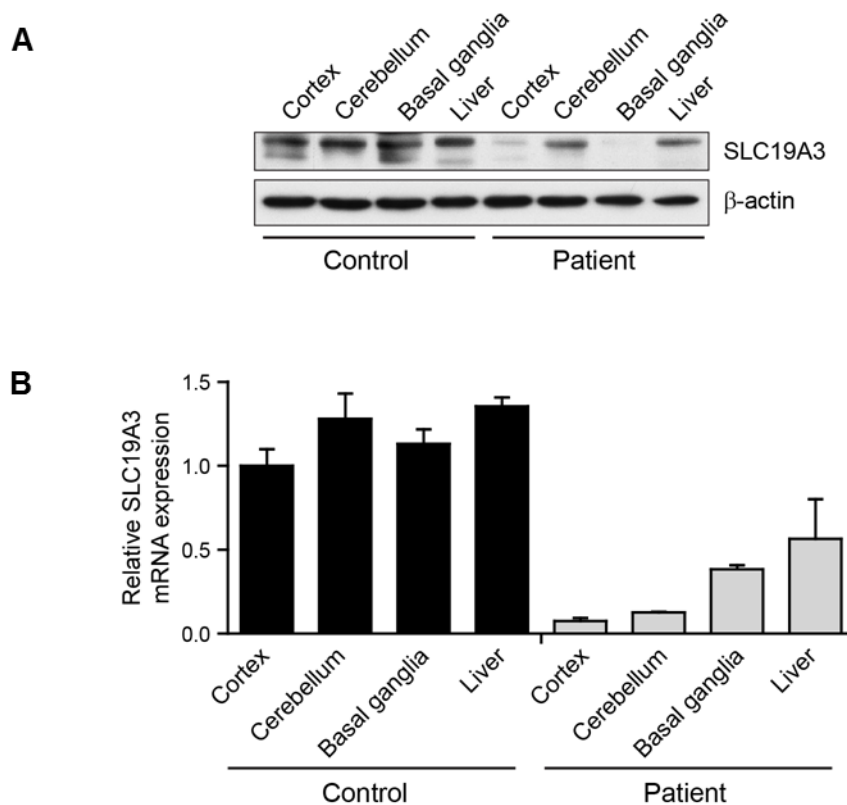 A
Cortex
Cerebellum
Basal ganglia
Liver
Cortex
Cerebellum
Basal ganglia
Liver
SLC19A3
β-actin
Control
Patient
B
Relative SLC19A3
mRNA expression
1.5
1.0
0.5
0.0
Cortex
Cerebellum
Basal ganglia
Liver
Cortex
Cerebellum
Basal ganglia
Liver
Control
Patient